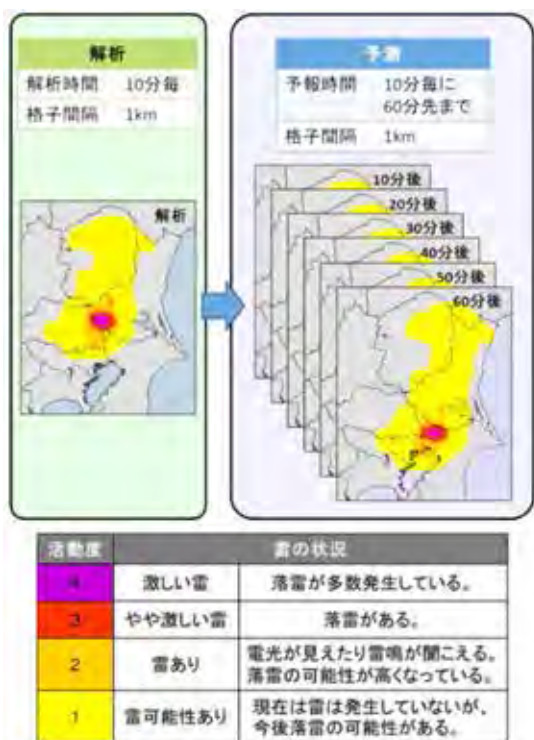 解析
解析時間 10分毎
格子間隔 1km
解析
予測
予報時間 10分毎に
60分先まで
格子間隔 1km
10分後
20分後
30分後
40分後
50分後
60分後
活動度 雷の状況
4 激しい雷 落雷が多数発生している。
3 やや激しい雷 落雷がある。
2 雷あり 電光が見えたり雷鳴が聞こえる。
落雷の可能性が高くなっている。
1 雷可能性あり 現在は雷は発生していないが、
今後落雷の可能性がある。